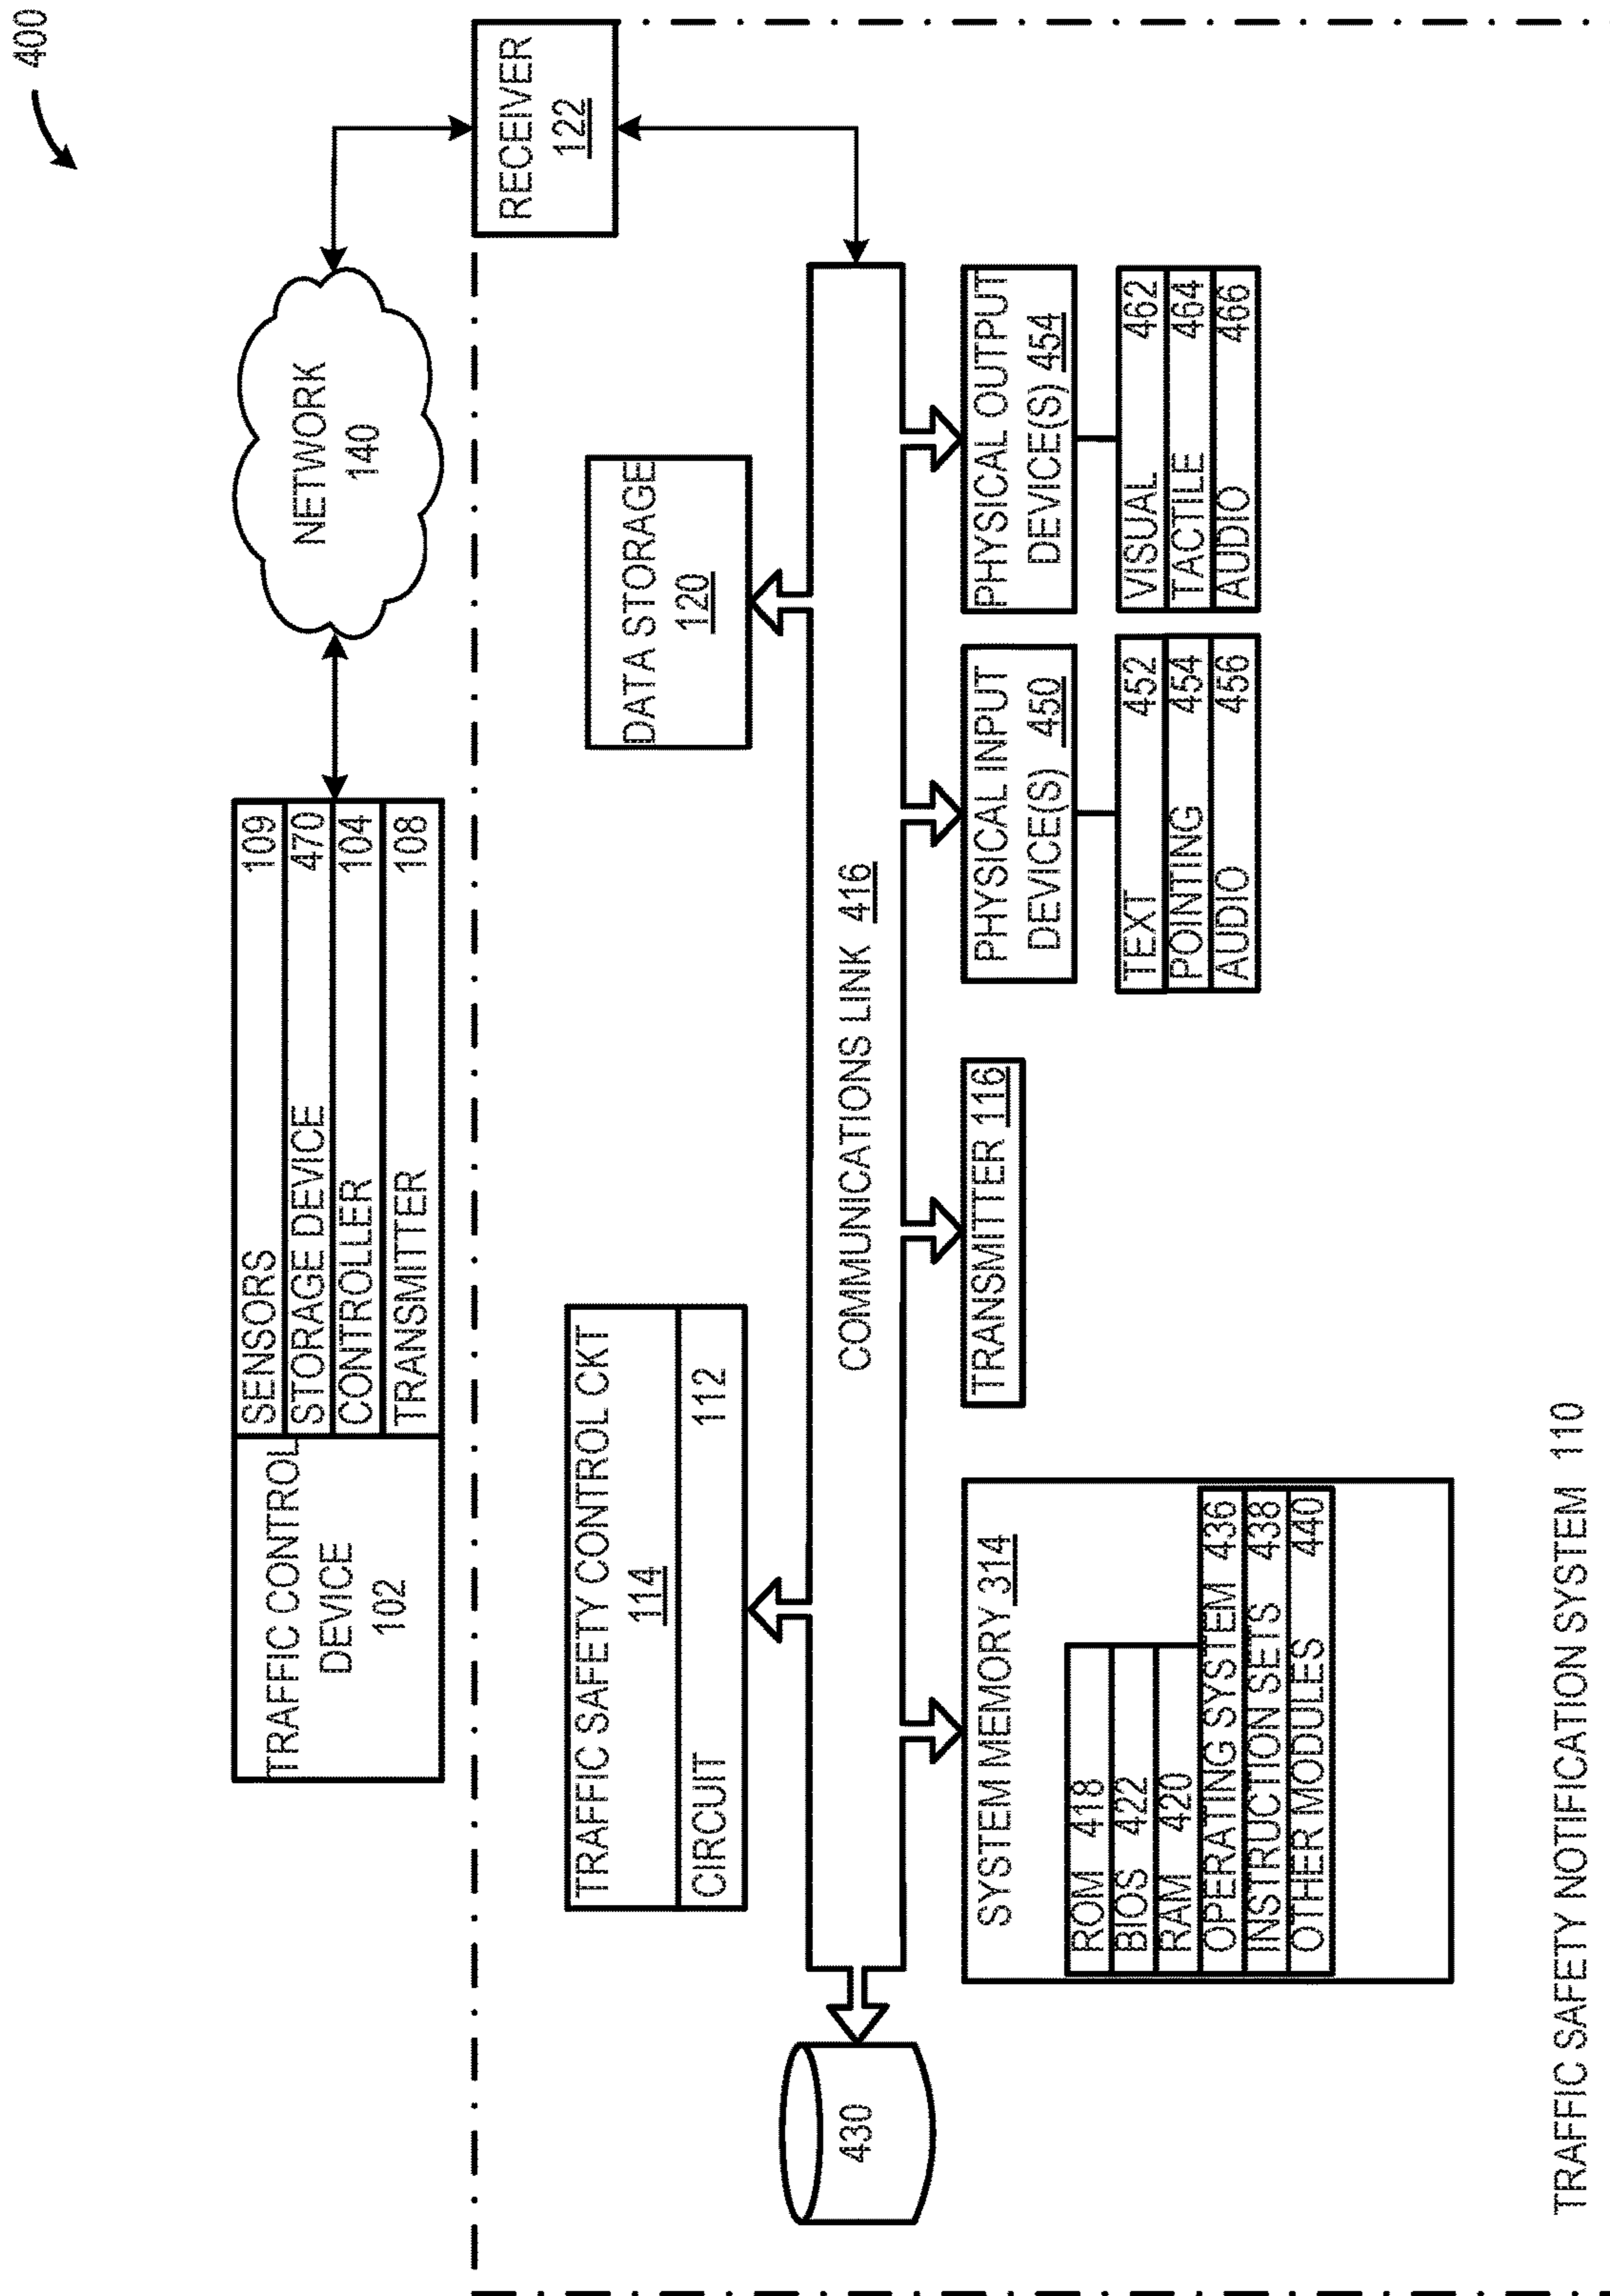 400
TRAFFIC CONTROL
DEVICE
102
SENSORS 109
STORAGE DEVICE 470
CONTROLLER 104
TRANSMITTER 108
NETWORK
140
RECEIVER
122
TRAFFIC SAFETY CONTROL CKT
114
CIRCUIT 112
DATA STORAGE
120
430
COMMUNICATIONS LINK 416
SYSTEM MEMORY 314
ROM 418
BIOS 422
RAM 420
OPERATING SYSTEM 436
INSTRUCTION SETS 438
OTHER MODULES 440
TRANSMITTER 116
PHYSICAL INPUT
DEVICE(S) 450
TEXT 452
POINTING 454
AUDIO 456
PHYSICAL OUTPUT
DEVICE(S) 454
VISUAL 462
TACTILE 464
AUDIO 466
TRAFFIC SAFETY NOTIFICATION SYSTEM 110